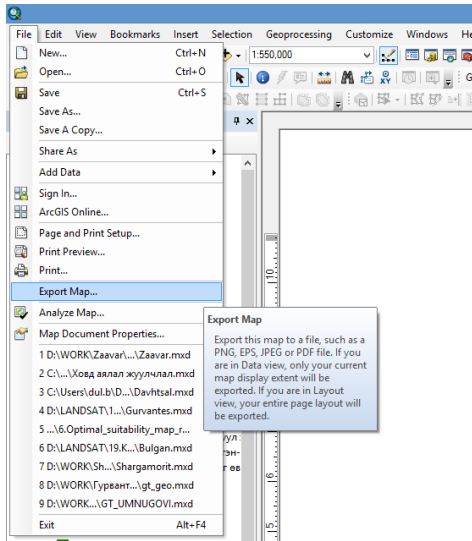 File Edit View Bookmarks Insert Selection Geoprocessing Customize Windows
New... Ctrl+N
1:550,000
Open... Ctrl+O
Save Ctrl+S
Save As...
Save A Copy...
Share As
Add Data
Sign In...
ArcGIS Online...
Page and Print Setup...
Print Preview...
Print...
10
Export Map...
Analyze Map...
Map Document Properties...
Export Map
Export this map to a file, such as a
PNG, EPS, JPEG or PDF file. If you
are in Data view, only your current
map display extent will be
exported. If you are in Layout
view, your entire page layout will
be exported.
1 D:\WORK\Zaavar\...\Zaavar.mxd
2 C:\...\Ховд аялал жуулчлал.mxd
3 C:\Users\dul.b\D...\Davhtsal.mxd
4 D:\LANDSAT\1...\Gurvantes.mxd
5 ...\6.Optimal_suitability_map_r...
6 D:\LANDSAT\19.K...\Bulgan.mxd
7 D:\WORK\Sh...\Shargamorit.mxd
8 D:\WORK\Гурвант...\gt_geo.mxd
9 D:\WORK...\GT_UMNUGOVI.mxd
16
Exit Alt+F4
15